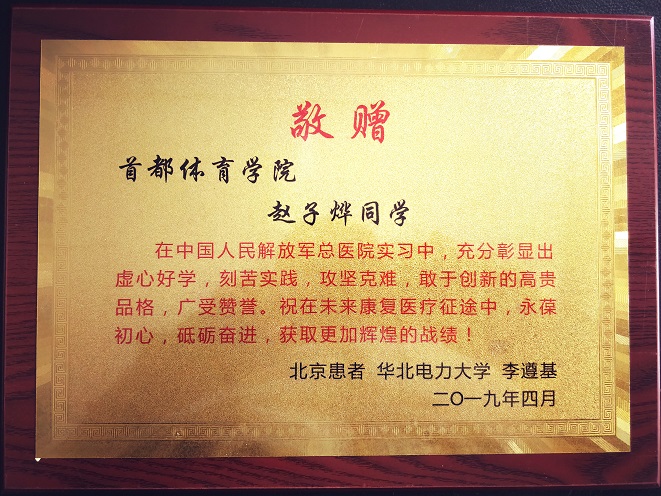 敬赠
首都体育学院
赵子烨同学
在中国人民解放军总医院实习中，充分彰显出
虚心好学，刻苦实践，攻坚克难，敢于创新的高贵
品格，广受赞誉。祝在未来康复医疗征途中，永葆
初心，砥砺奋进，获取更加辉煌的战绩！
北京患者 华北电力大学 李遵基
二〇一九年四月